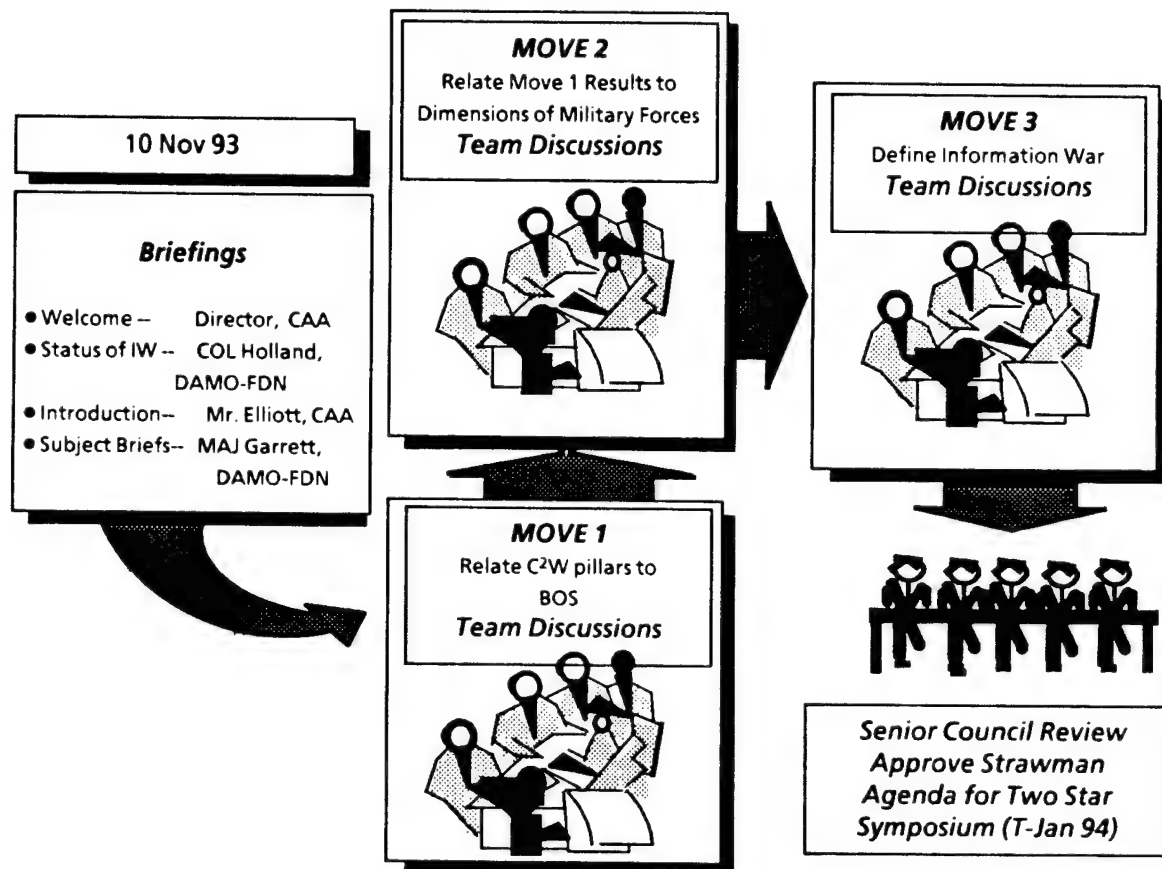 10 Nov 93
Briefings
● Welcome -- Director, CAA
● Status of IW -- COL Holland,
DAMO-FDN
● Introduction-- Mr. Elliott, CAA
● Subject Briefs-- MAJ Garrett,
DAMO-FDN
MOVE 1
Relate C²W pillars to
BOS
Team Discussions
MOVE 2
Relate Move 1 Results to
Dimensions of Military Forces
Team Discussions
MOVE 3
Define Information War
Team Discussions
Senior Council Review
Approve Strawman
Agenda for Two Star
Symposium (T-Jan 94)